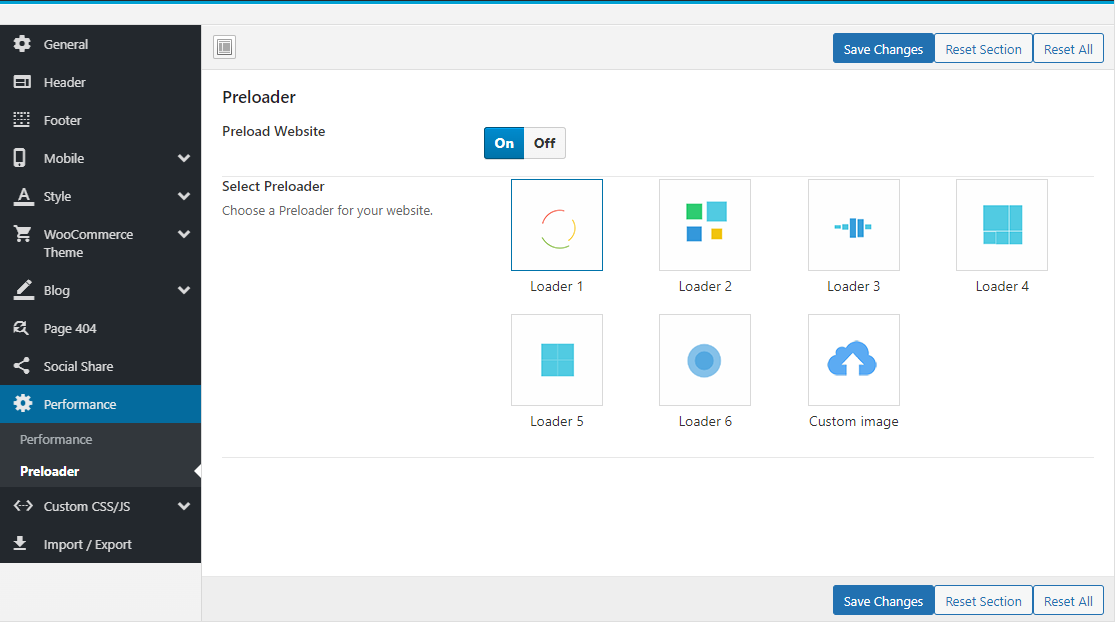 General
Header
Footer
Mobile
Style
WooCommerce
Theme
Blog
Page 404
Social Share
Performance
Performance
Preloader
Custom CSS/JS
Import / Export
Save Changes
Reset Section
Reset All
Preloader
Preload Website
On
Off
Select Preloader
Choose a Preloader for your website.
Loader 1
Loader 2
Loader 3
Loader 4
Loader 5
Loader 6
Custom image
Save Changes
Reset Section
Reset All